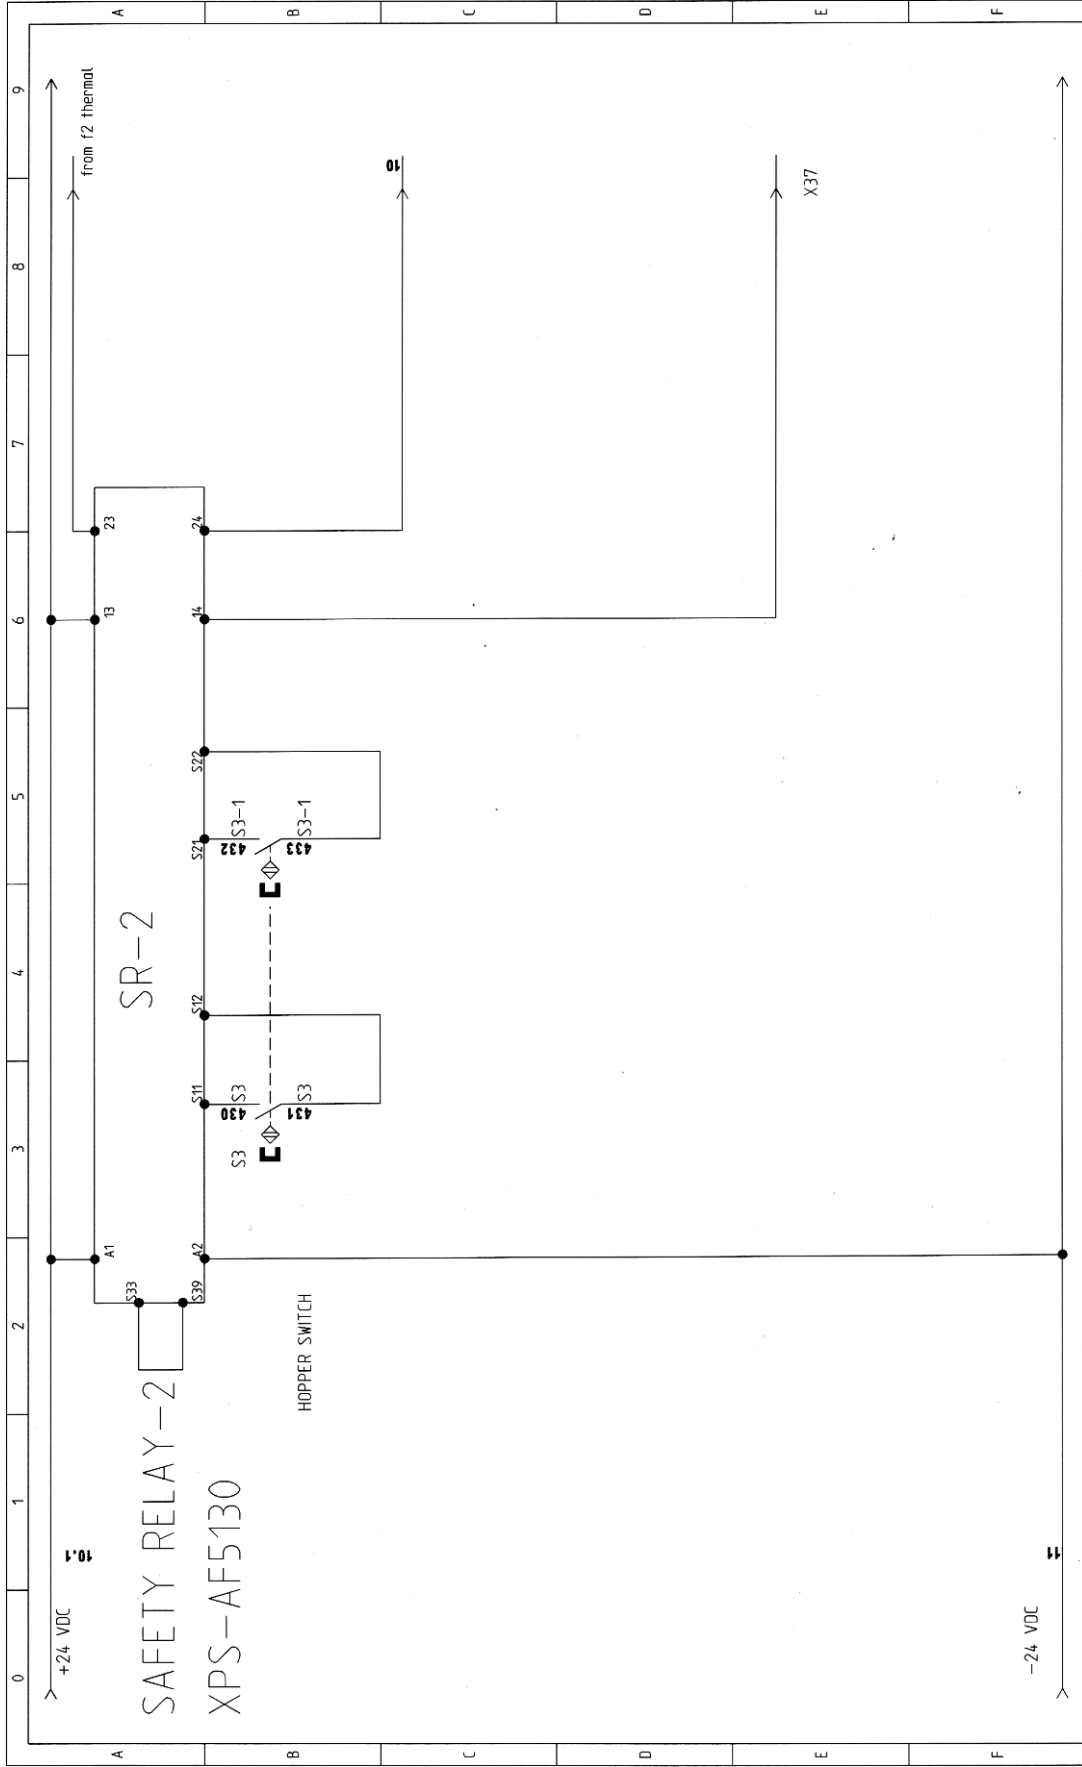 0 1 2 3 4 5 6 7 8 9
A A
B B
C C
D D
E E
F F
+24 VDC
10.1
from f2 thermal
SAFETY RELAY-2
XPS-AF5130
SR-2
S33
S39
A1
13
23
A2
S11
S12
S21
S22
14
24
HOPPER SWITCH
S3
430
S3
431
S3
432
S3-1
433
S3-1
10
X37
-24 VDC
11